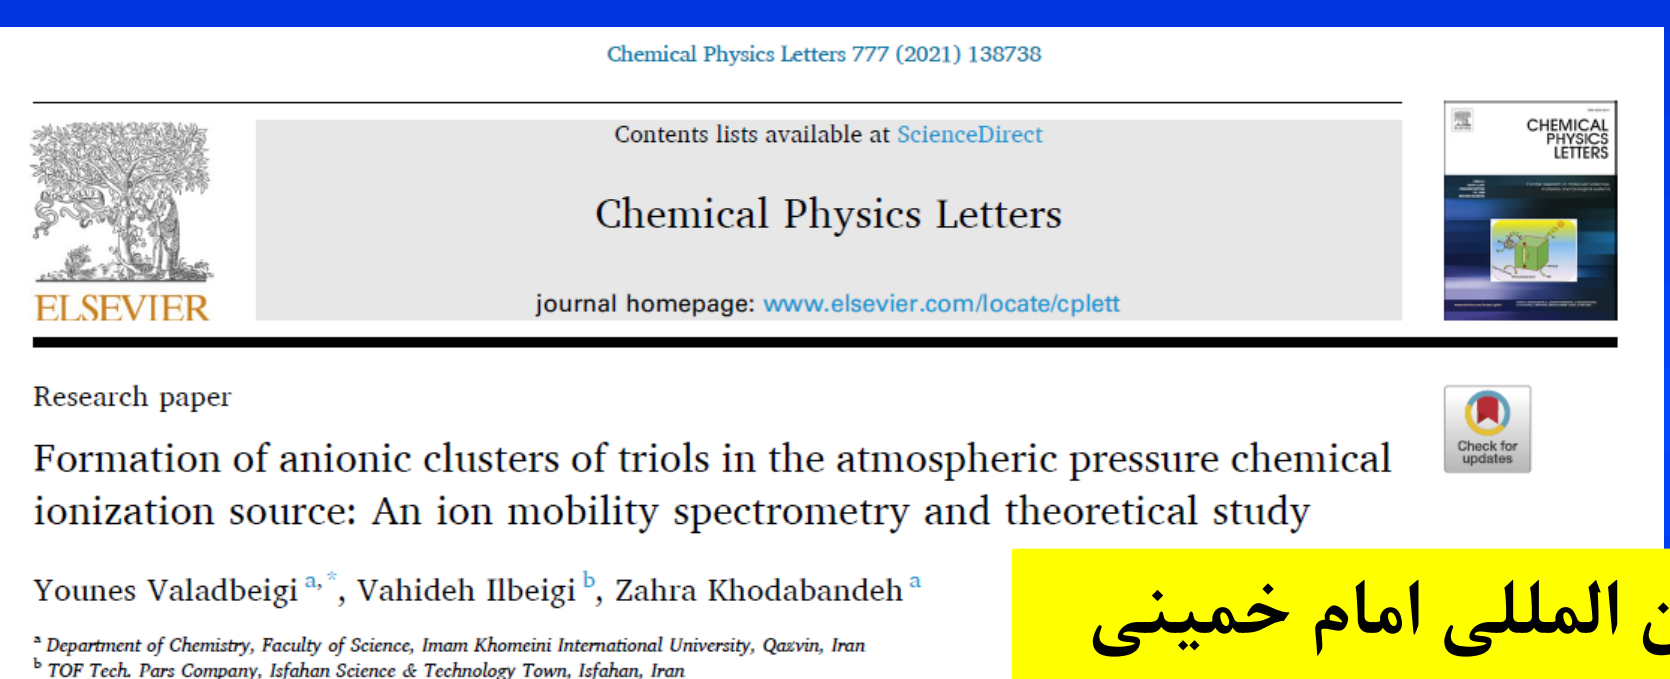 Chemical Physics Letters 777 (2021) 138738
Contents lists available at ScienceDirect
Chemical Physics Letters
journal homepage: www.elsevier.com/locate/cplett
ELSEVIER
CHEMICAL
PHYSICS
LETTERS
Research paper
Check for
updates
Formation of anionic clusters of triols in the atmospheric pressure chemical
ionization source: An ion mobility spectrometry and theoretical study
Younes Valadbeigi a,*, Vahideh Ilbeigi b, Zahra Khodabandeh a
a Department of Chemistry, Faculty of Science, Imam Khomeini International University, Qazvin, Iran
b TOF Tech. Pars Company, Isfahan Science & Technology Town, Isfahan, Iran
المللی امام خمینی